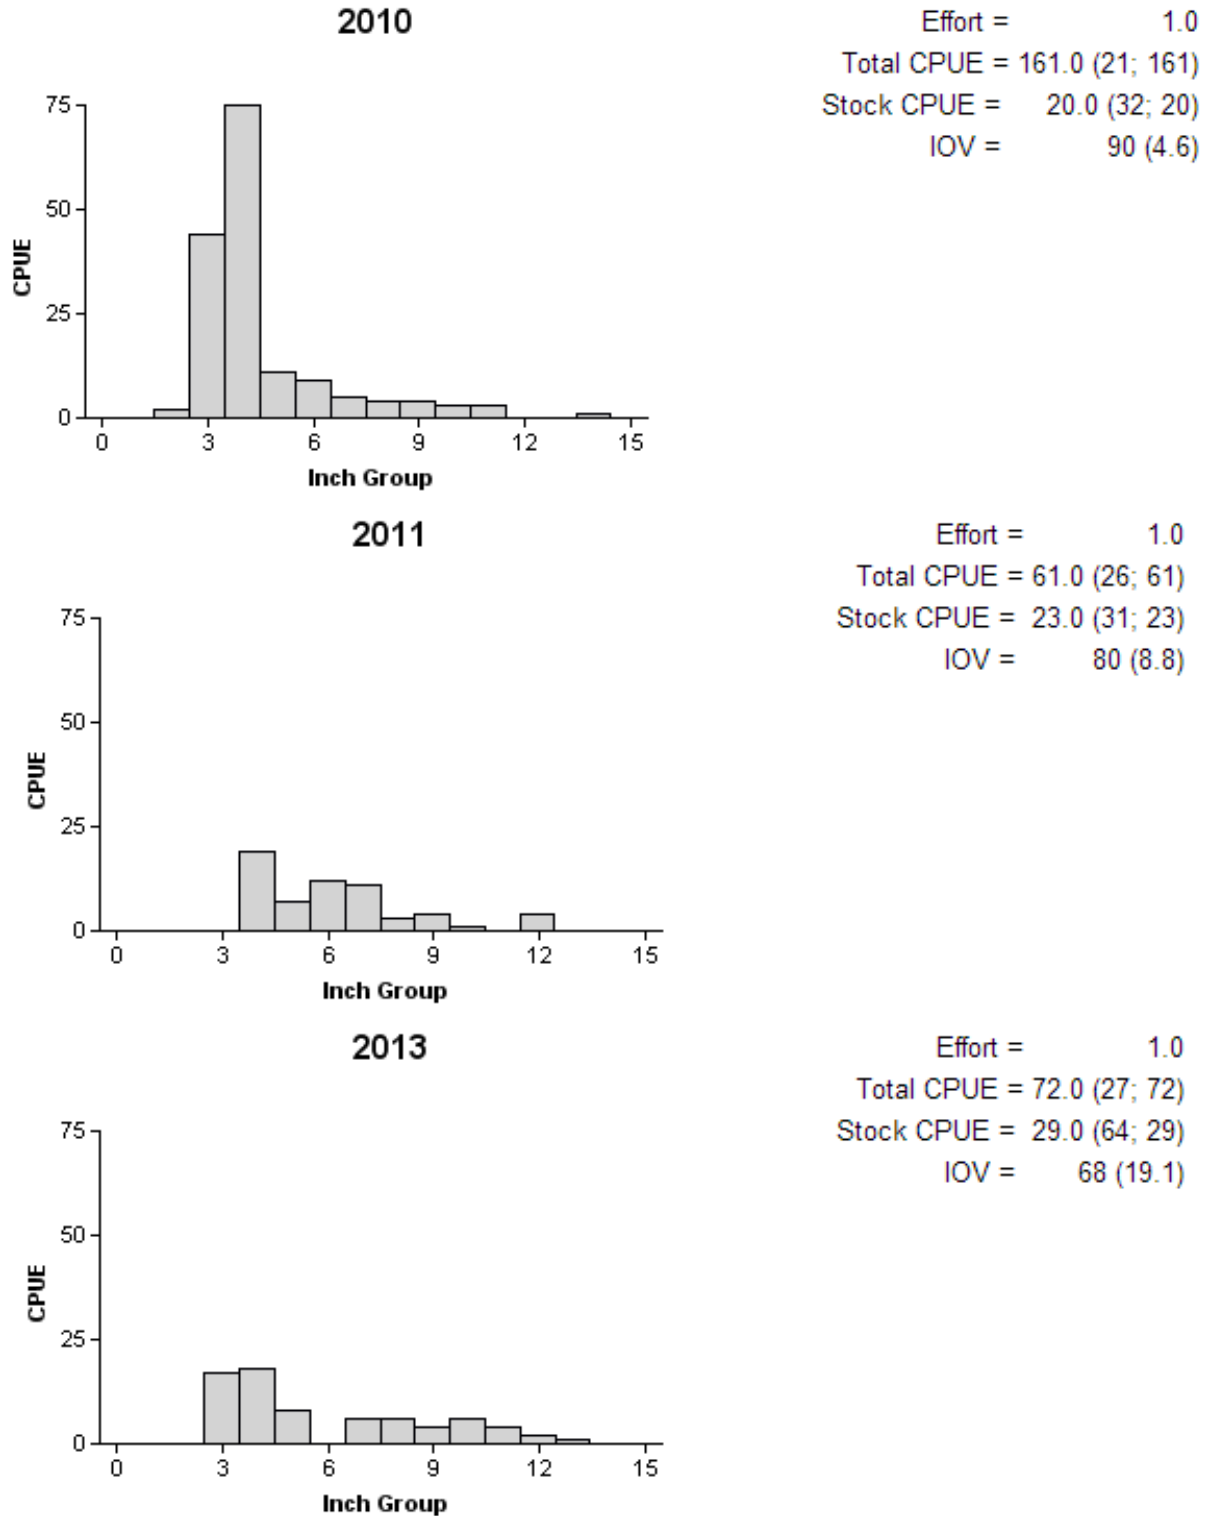 2010
Effort = 1.0
Total CPUE = 161.0 (21; 161)
Stock CPUE = 20.0 (32; 20)
IOV = 90 (4.6)
75
50
25
0
CPUE
0 3 6 9 12 15
Inch Group
2011
Effort = 1.0
Total CPUE = 61.0 (26; 61)
Stock CPUE = 23.0 (31; 23)
IOV = 80 (8.8)
75
50
25
0
CPUE
0 3 6 9 12 15
Inch Group
2013
Effort = 1.0
Total CPUE = 72.0 (27; 72)
Stock CPUE = 29.0 (64; 29)
IOV = 68 (19.1)
75
50
25
0
CPUE
0 3 6 9 12 15
Inch Group